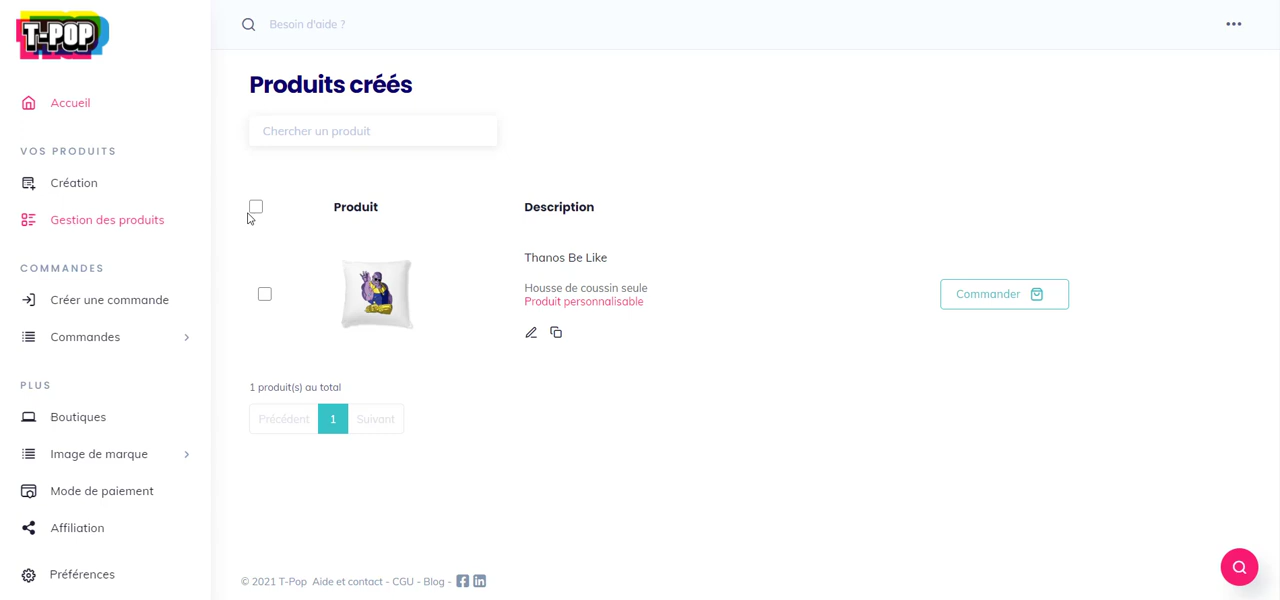 T-POP
Besoin d'aide ?
Accueil
VOS PRODUITS
Création
Gestion des produits
COMMANDES
Créer une commande
Commandes
PLUS
Boutiques
Image de marque
Mode de paiement
Affiliation
Préférences
Produits créés
Chercher un produit
Produit Description
Thanos Be Like
Housse de coussin seule
Produit personnalisable
Commander
1 produit(s) au total
Précédent 1 Suivant
© 2021 T-Pop Aide et contact - CGU - Blog -